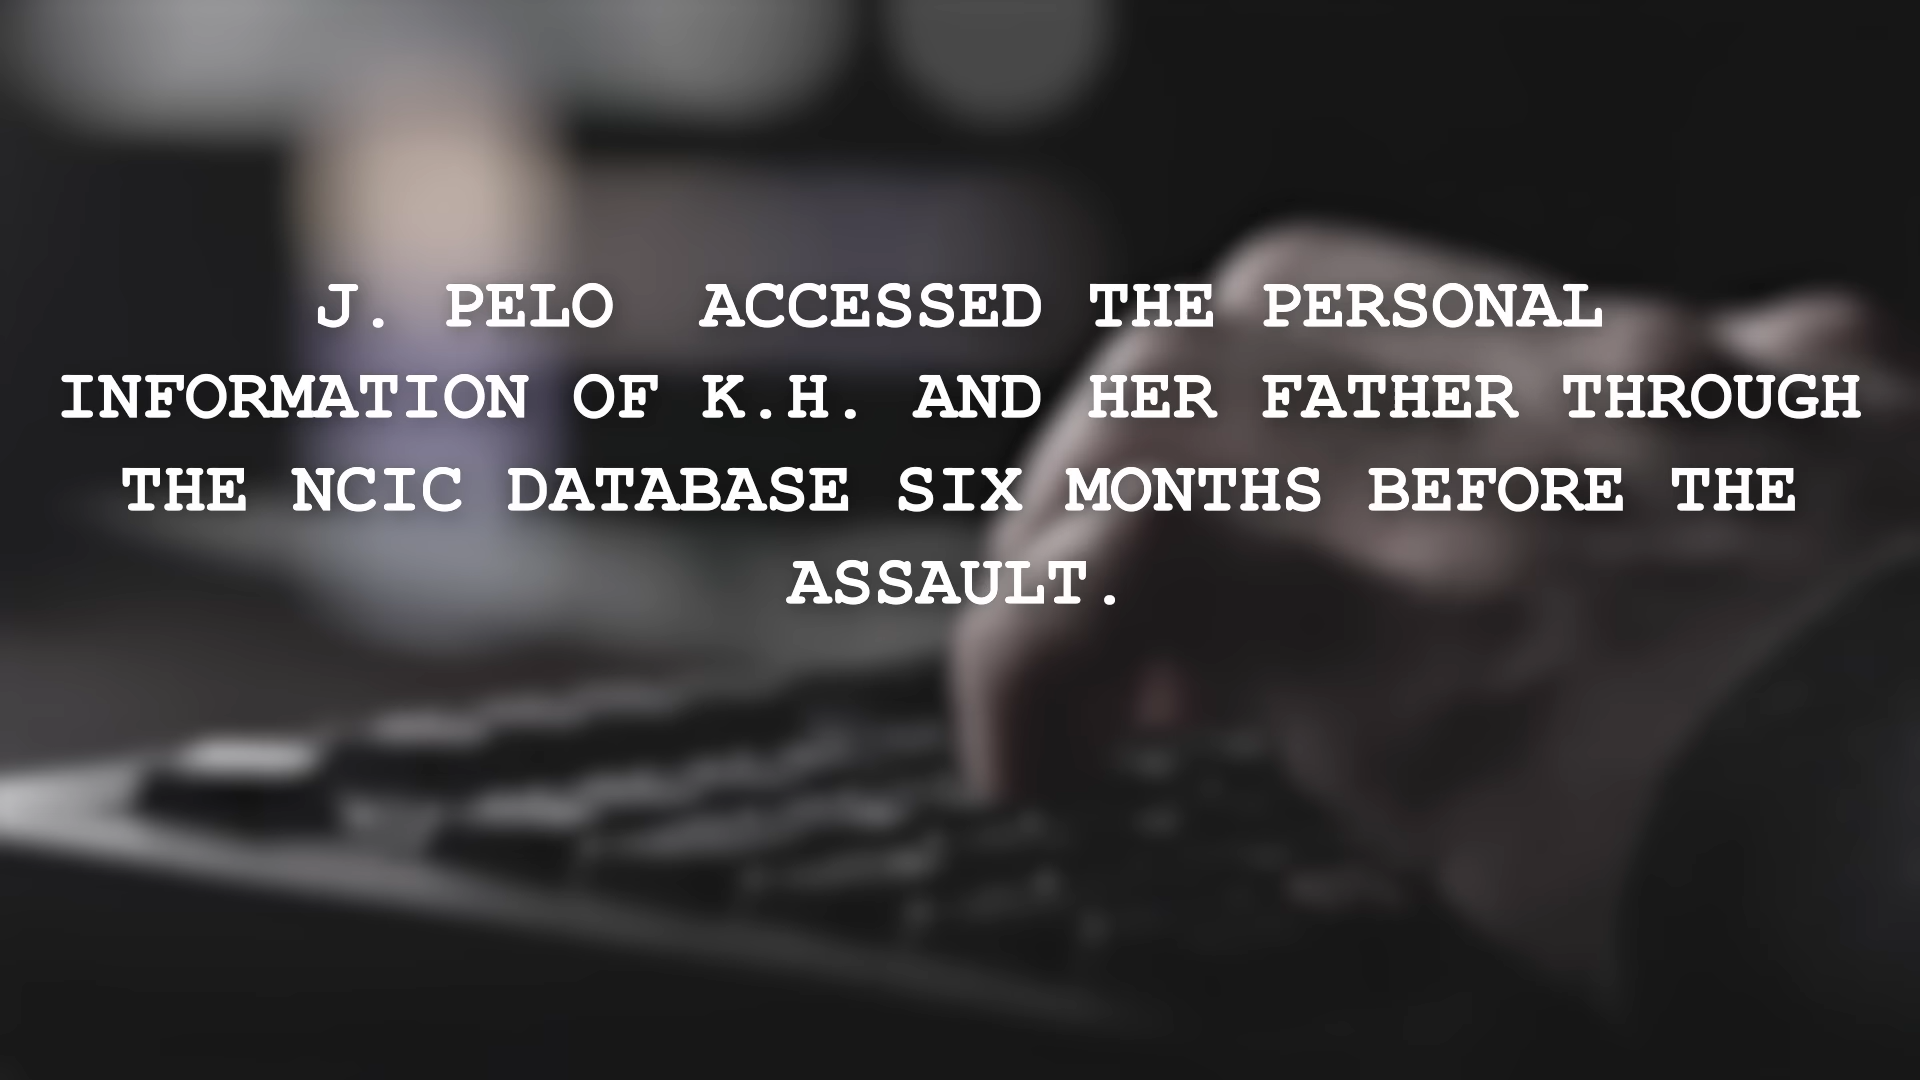 J. PELO  ACCESSED THE PERSONAL
INFORMATION OF K.H. AND HER FATHER THROUGH
THE NCIC DATABASE SIX MONTHS BEFORE THE
ASSAULT.